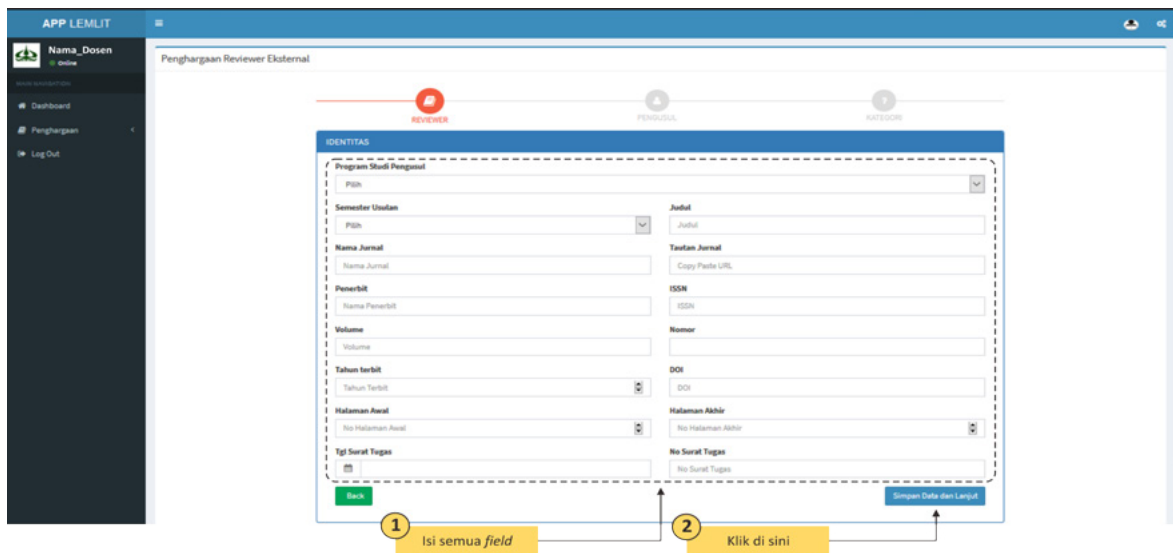 APP LEMLIT
Nama_Dosen
Online
MAIN NAVIGATION
Dashboard
Penghargaan
Log Out
Penghargaan Reviewer Eksternal
REVIEWER
PENGUSUL
KATEGORI
IDENTITAS
Program Studi Pengusul
Pilih
Semester Usulan Judul
Pilih Judul
Nama Jurnal Tautan Jurnal
Nama Jurnal Copy Paste URL
Penerbit ISSN
Nama Penerbit ISSN
Volume Nomor
Volume
Tahun terbit DOI
Tahun Terbit DOI
Halaman Awal Halaman Akhir
No Halaman Awal No Halaman Akhir
Tgl Surat Tugas No Surat Tugas
No Surat Tugas
Back Simpan Data dan Lanjut
1 Isi semua field
2 Klik di sini